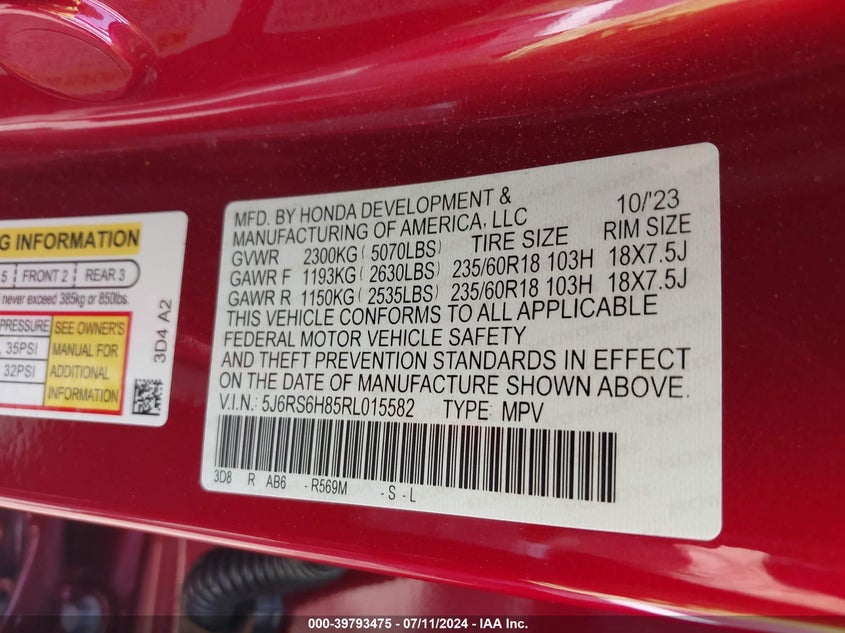 G INFORMATION
5 FRONT 2 REAR 3
never exceed 385kg or 850lbs.
PRESSURE SEE OWNER'S
, 35PSI MANUAL FOR
32PSI ADDITIONAL
INFORMATION
3D4 A2
MFD. BY HONDA DEVELOPMENT & 10/'23
MANUFACTURING OF AMERICA, LLC
TIRE SIZE RIM SIZE
GVWR 2300KG ( 5070LBS)
GAWR F 1193KG ( 2630LBS) 235/60R18 103H 18X7.5J
GAWR R 1150KG ( 2535LBS) 235/60R18 103H 18X7.5J
THIS VEHICLE CONFORMS TO ALL APPLICABLE
FEDERAL MOTOR VEHICLE SAFETY
AND THEFT PREVENTION STANDARDS IN EFFECT
ON THE DATE OF MANUFACTURE SHOWN ABOVE.
V.I.N.: 5J6RS6H85RL015582 TYPE: MPV
3D8 R AB6 - R569M - S - L
000-39793475 - 07/11/2024 - IAA Inc.